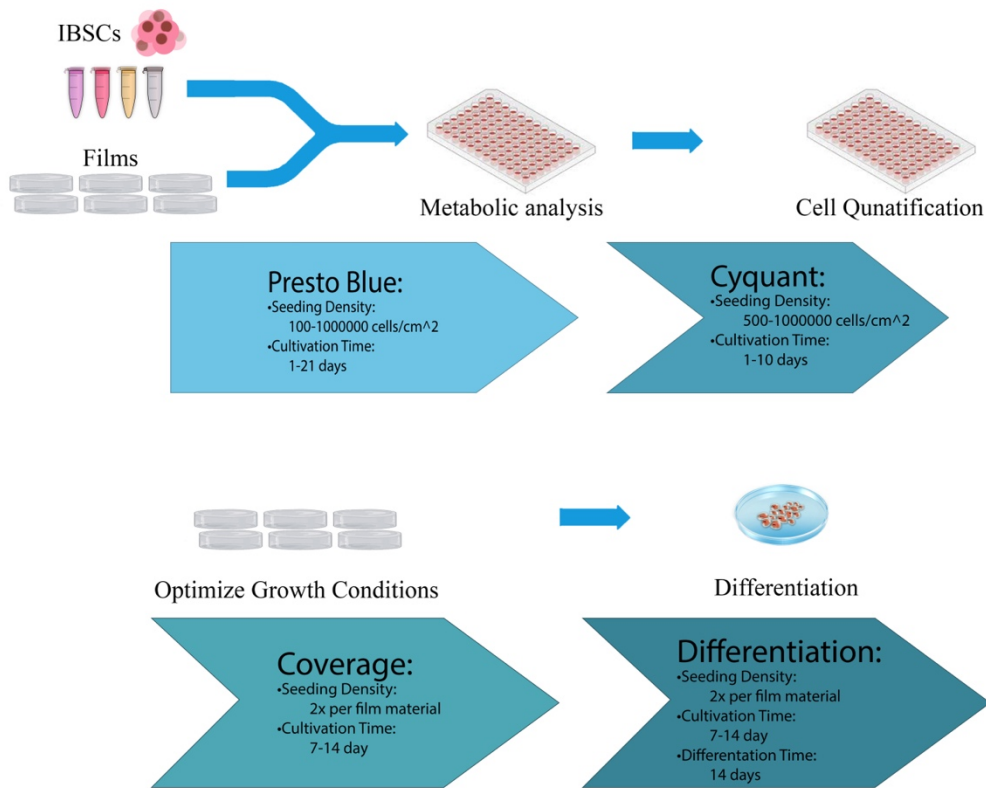 IBSCs
Films
Metabolic analysis
Cell Qunatification
Presto Blue:
•Seeding Density:
100-1000000 cells/cm^2
•Cultivation Time:
1-21 days
Cyquant:
•Seeding Density:
500-1000000 cells/cm^2
•Cultivation Time:
1-10 days
Optimize Growth Conditions
Differentiation
Coverage:
•Seeding Density:
2x per film material
•Cultivation Time:
7-14 day
Differentiation:
•Seeding Density:
2x per film material
•Cultivation Time:
7-14 day
•Differentation Time:
14 days